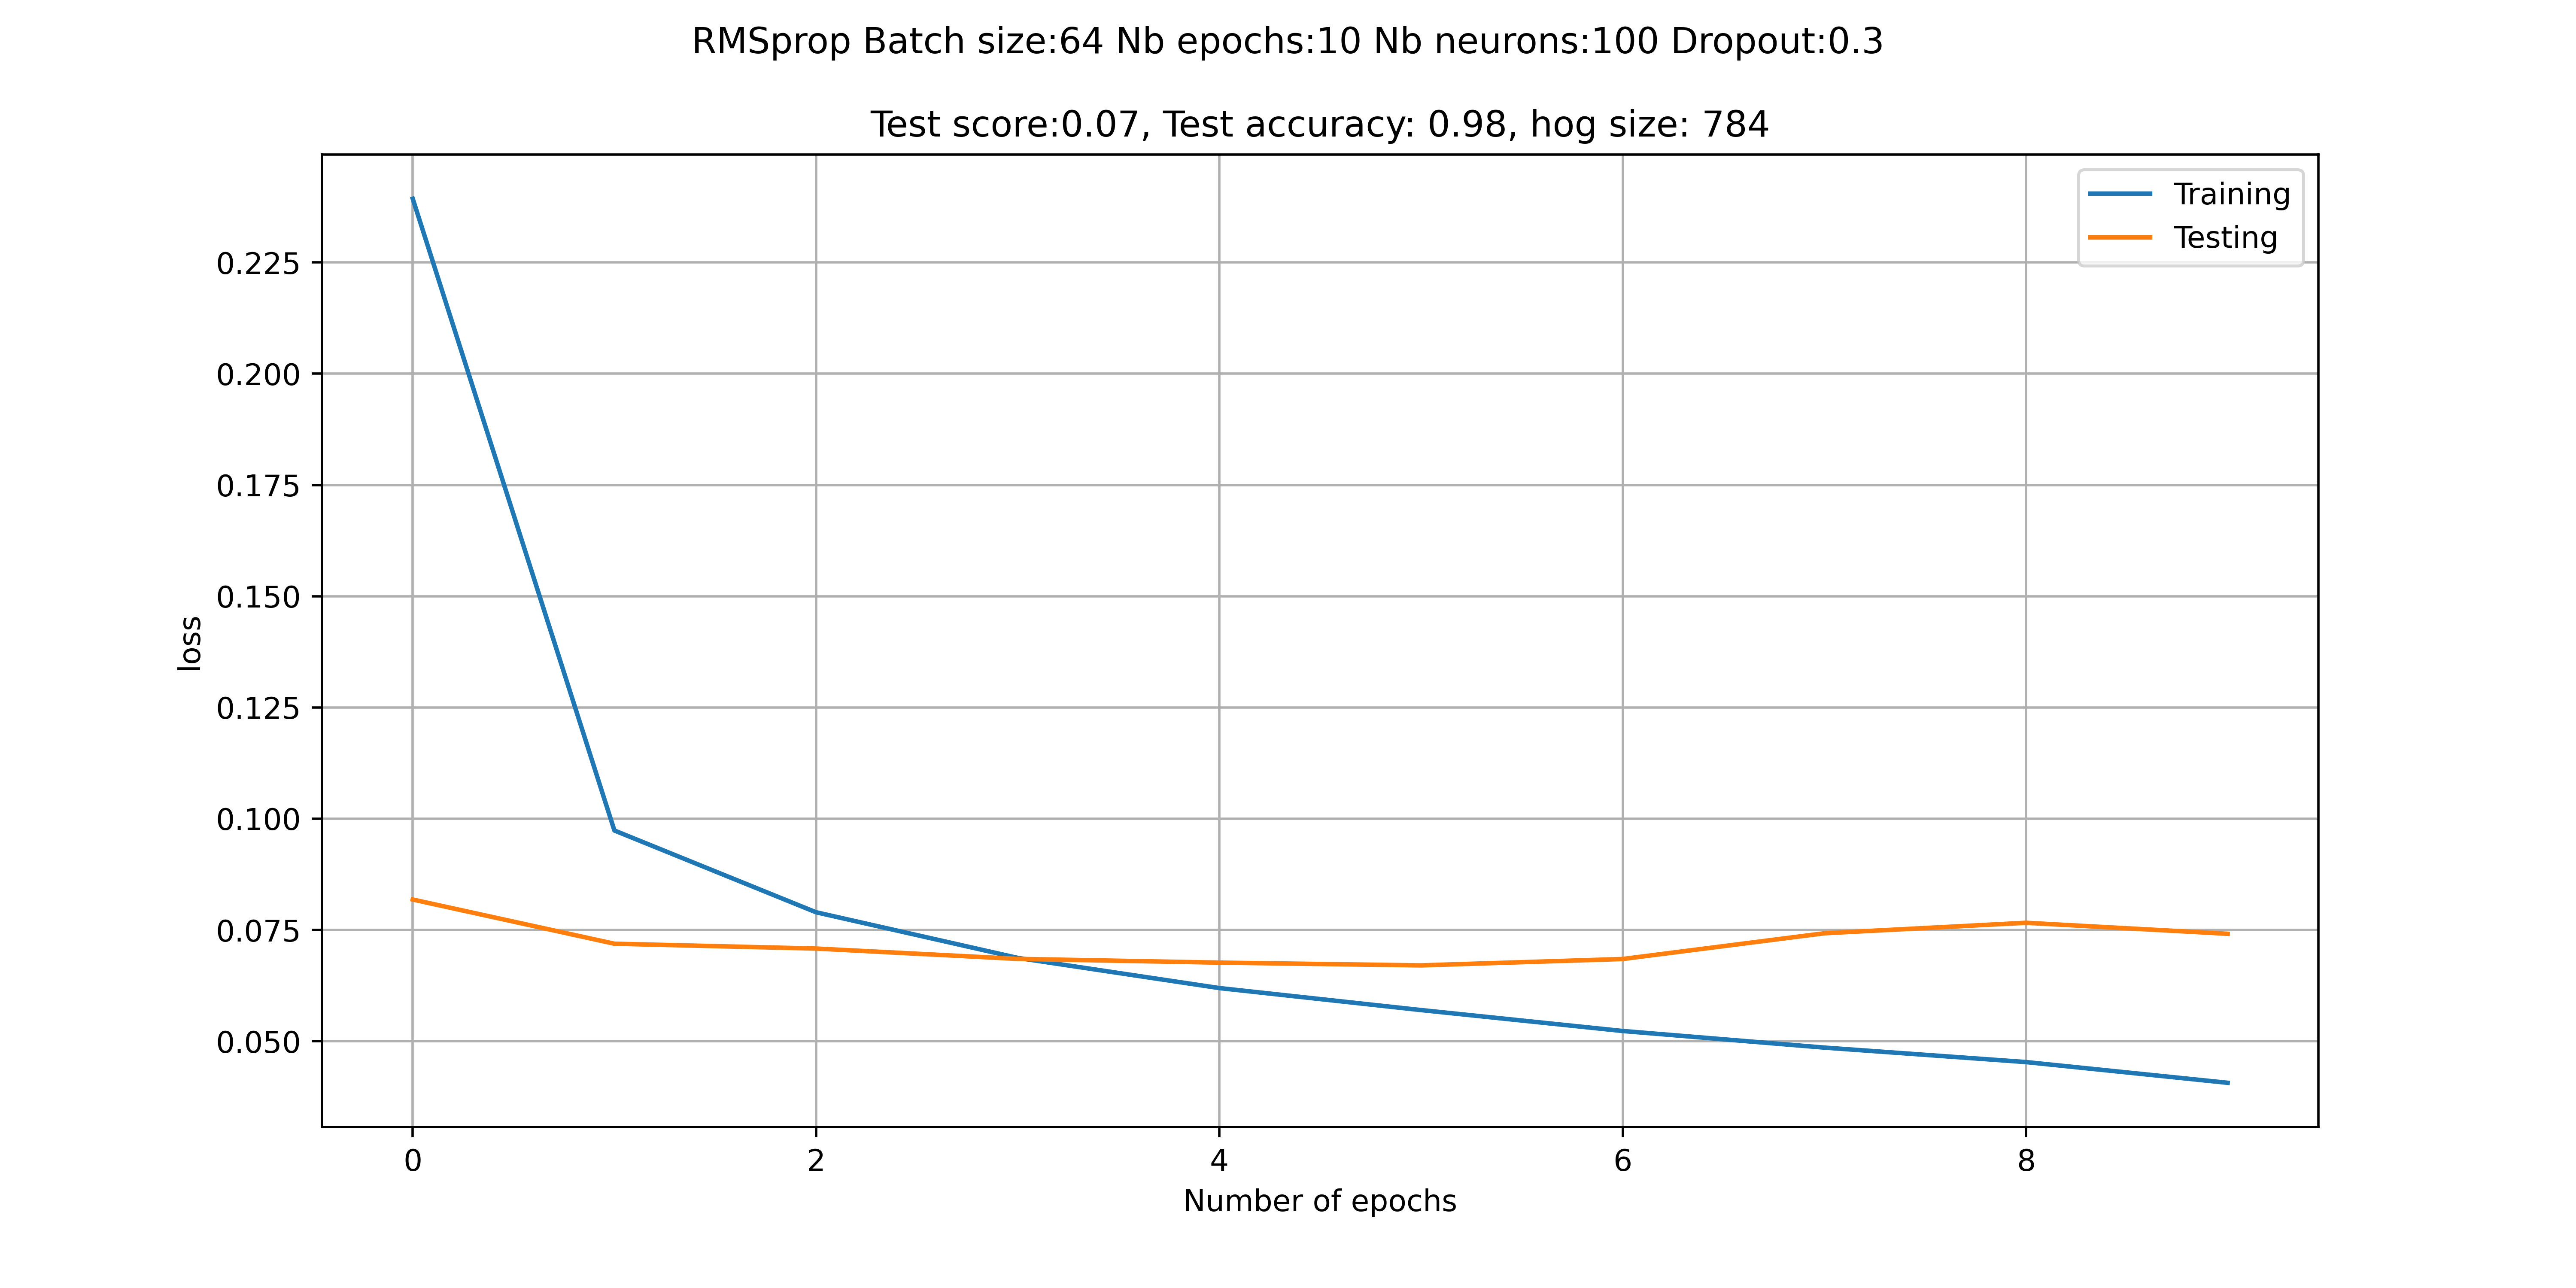 RMSprop Batch size:64 Nb epochs:10 Nb neurons:100 Dropout:0.3
Test score:0.07, Test accuracy: 0.98, hog size: 784
Training
Testing
0.225
0.200
0.175
0.150
0.125
0.100
0.075
0.050
loss
0 2 4 6 8
Number of epochs